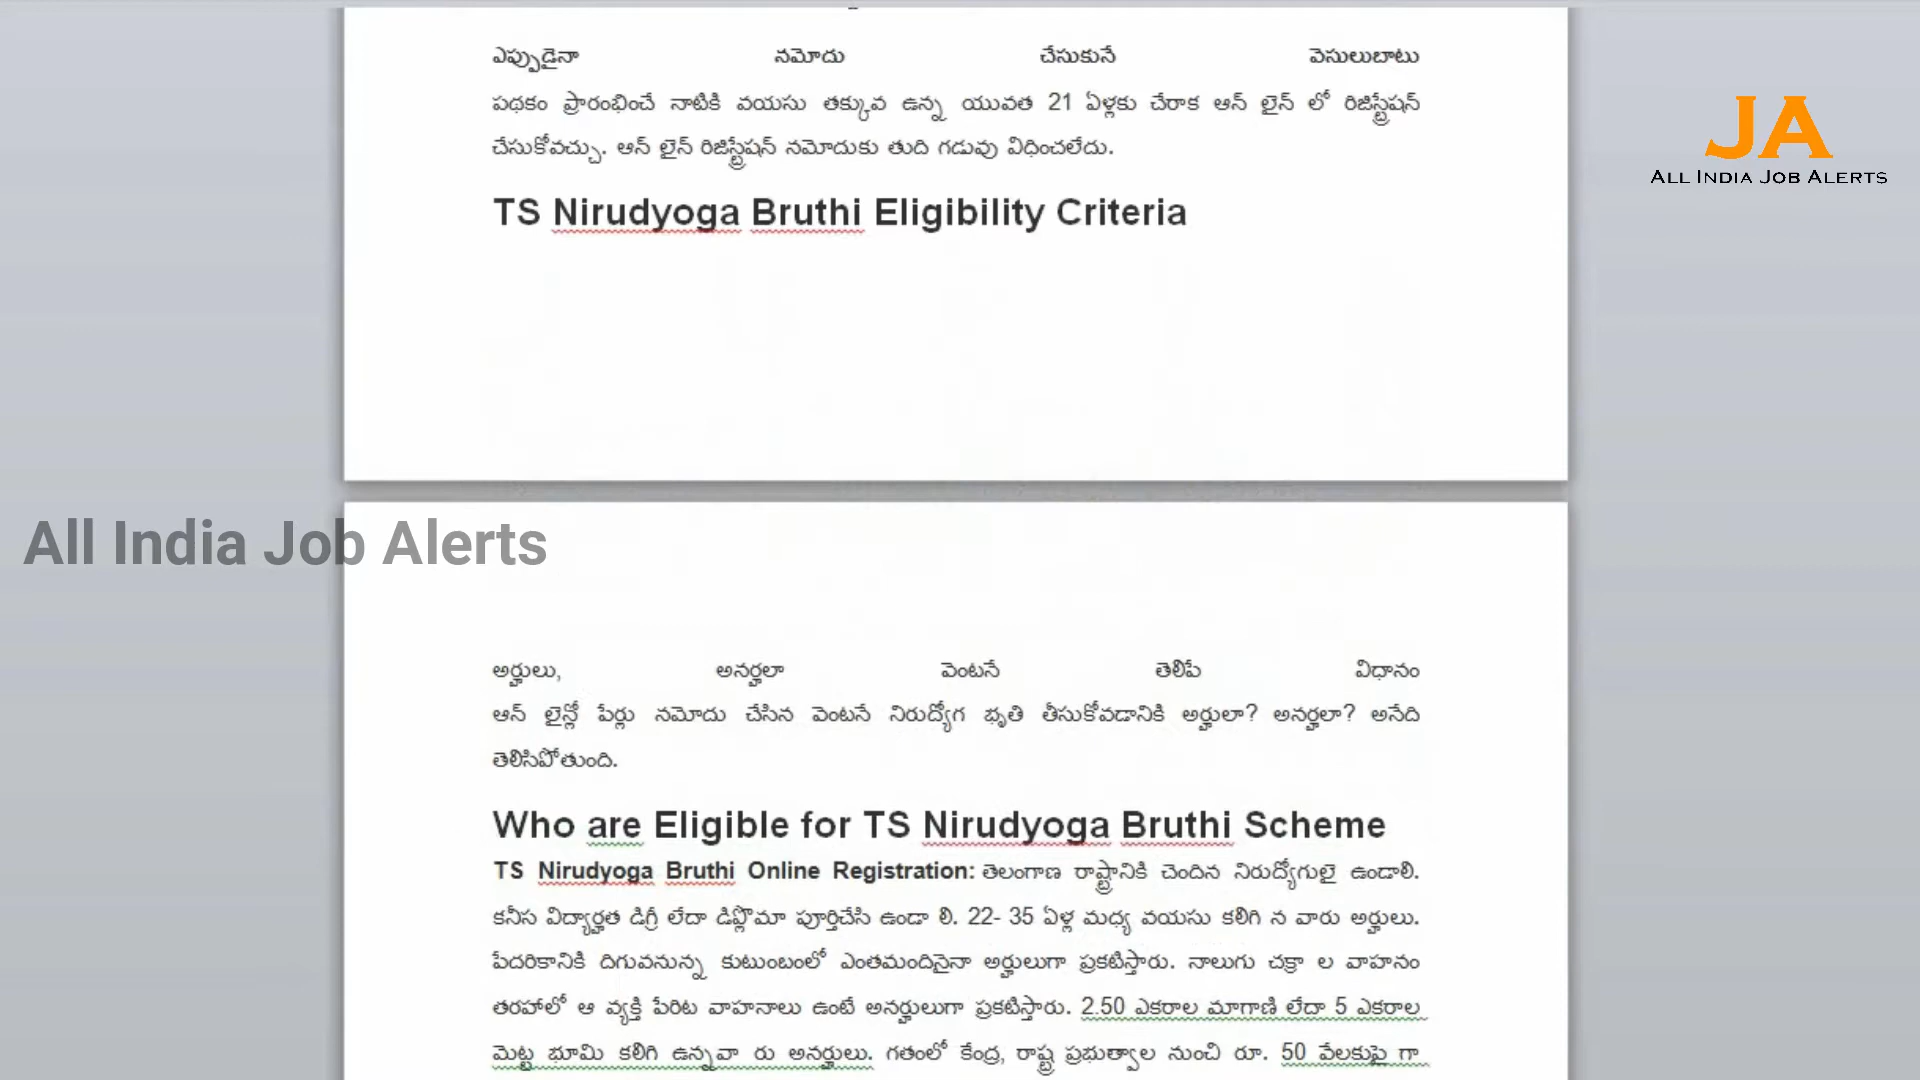 ఎప్పుడైనా నమోదు చేసుకునే వెసులుబాటు
పథకం ప్రారంభించే నాటికి వయసు తక్కువ ఉన్న యువత 21 ఏళ్లకు చేరాక ఆన్ లైన్ లో రిజిస్ట్రేషన్
చేసుకోవచ్చు. ఆన్ లైన్ రిజిస్ట్రేషన్ నమోదుకు తుది గడువు విధించలేదు.
JA
ALL INDIA JOB ALERTS
TS Nirudyoga Bruthi Eligibility Criteria
All India Job Alerts
అర్హులు, అనర్హలా వెంటనే తెలిపే విధానం
ఆన్ లైన్లో పేర్లు నమోదు చేసిన వెంటనే నిరుద్యోగ భృతి తీసుకోవడానికి అర్హులా? అనర్హలా? అనేది
తెలిసిపోతుంది.
Who are Eligible for TS Nirudyoga Bruthi Scheme
TS Nirudyoga Bruthi Online Registration: తెలంగాణ రాష్ట్రానికి చెందిన నిరుద్యోగులై ఉండాలి.
కనీస విద్యార్హత డిగ్రీ లేదా డిప్లొమా పూర్తిచేసి ఉండా లి. 22- 35 ఏళ్ల మధ్య వయసు కలిగి న వారు అర్హులు.
పేదరికానికి దిగువనున్న కుటుంబంలో ఎంతమందినైనా అర్హులుగా ప్రకటిస్తారు. నాలుగు చక్రా ల వాహనం
తరహాలో ఆ వ్యక్తి పేరిట వాహనాలు ఉంటే అనర్హులుగా ప్రకటిస్తారు. 2.50 ఎకరాల మాగాణి లేదా 5 ఎకరాల
మెట్ట భూమి కలిగి ఉన్నవా రు అనర్హులు. గతంలో కేంద్ర, రాష్ట్ర ప్రభుత్వాల నుంచి రూ. 50 వేలకుపై గా